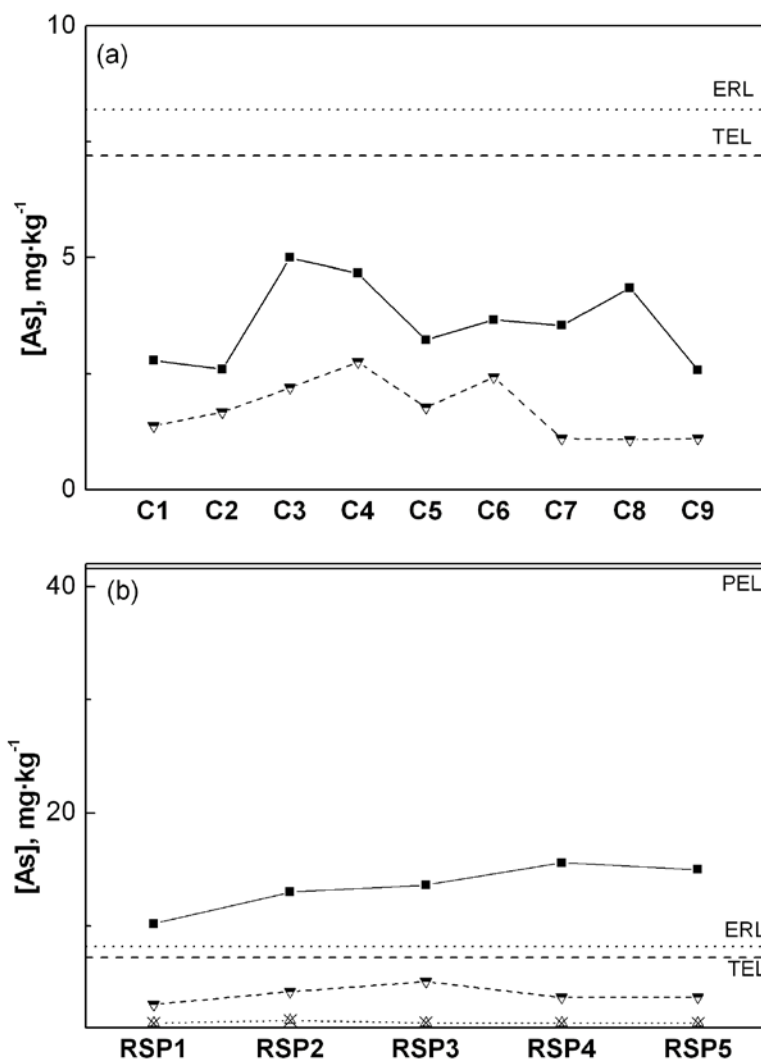 10
(a)
ERL
TEL
5
[As], mg·kg⁻¹
0
C1 C2 C3 C4 C5 C6 C7 C8 C9
40
(b)
PEL
[As], mg·kg⁻¹
20
ERL
TEL
RSP1 RSP2 RSP3 RSP4 RSP5